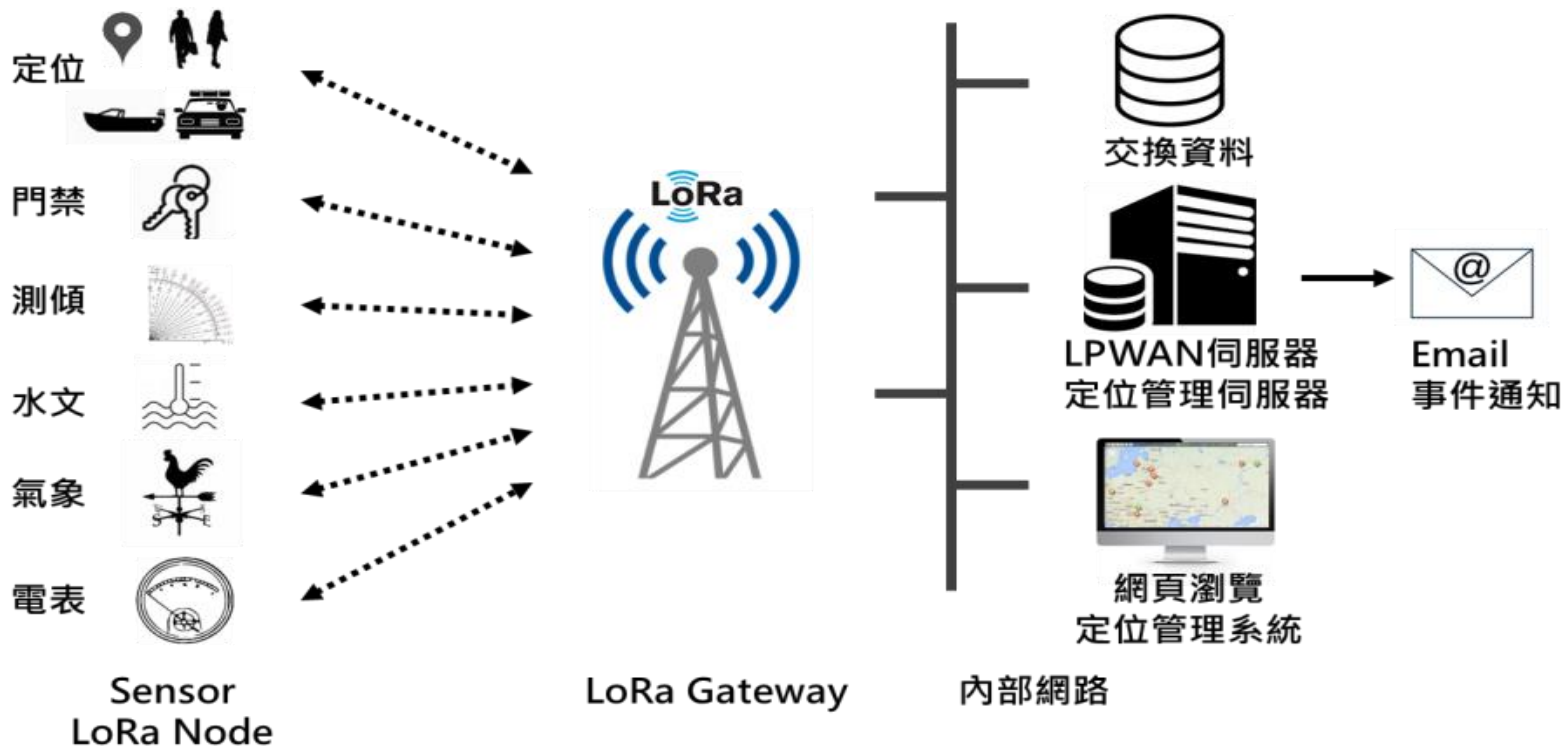 定位
門禁
測傾
水文
氣象
電表
Sensor
LoRa Node
LoRa
LoRa Gateway
內部網路
交換資料
LPWAN伺服器
定位管理伺服器
網頁瀏覽
定位管理系統
@
Email
事件通知